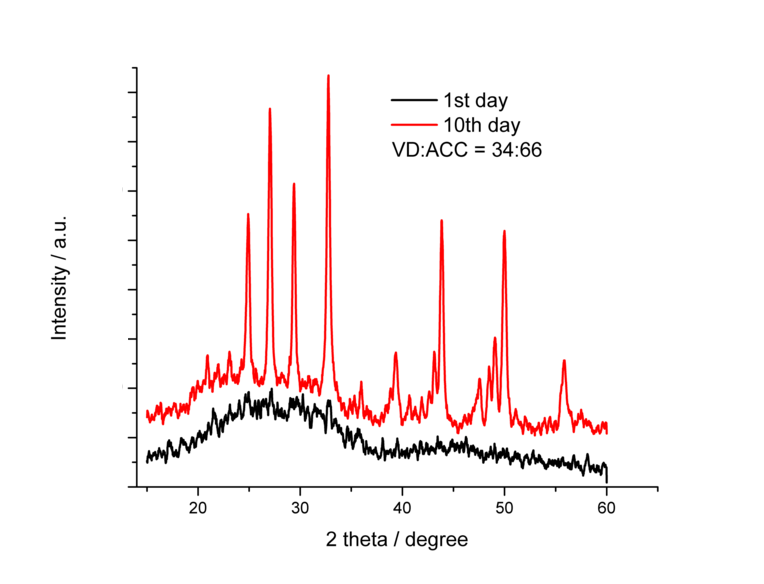 1st day
10th day
VD:ACC = 34:66
Intensity / a.u.
20 30 40 50 60
2 theta / degree